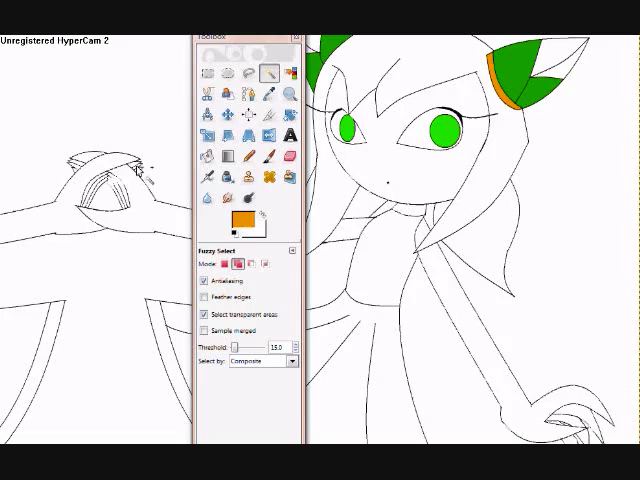 Unregistered HyperCam 2
Toolbox
Fuzzy Select
Mode:
Antialiasing
Feather edges
Select transparent areas
Sample merged
Threshold: 15.0
Select by: Composite